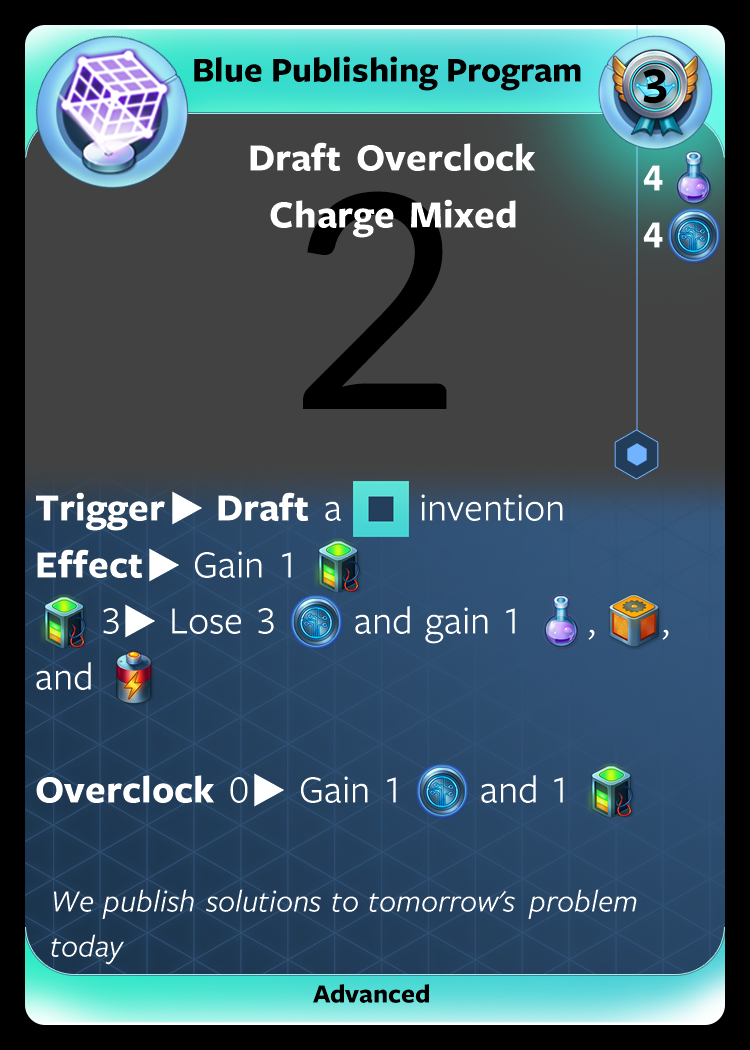 Blue Publishing Program
3
Draft Overclock
Charge Mixed
4
4
2
Trigger▶ Draft a invention
Effect▶ Gain 1
3▶ Lose 3 and gain 1 , ,
and
Overclock 0▶ Gain 1 and 1
We publish solutions to tomorrow's problem
today
Advanced